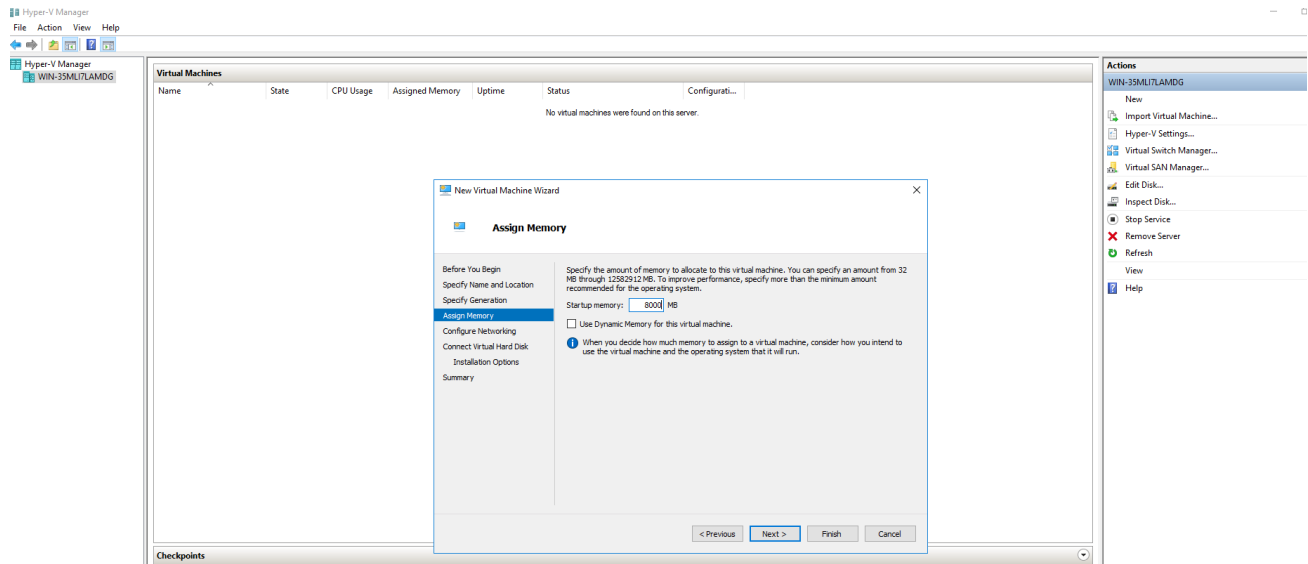 Hyper-V Manager
File Action View Help
Hyper-V Manager
WIN-35MLI7LAMDG
Virtual Machines
Name State CPU Usage Assigned Memory Uptime Status Configurati...
No virtual machines were found on this server.
New Virtual Machine Wizard
Assign Memory
Before You Begin
Specify Name and Location
Specify Generation
Assign Memory
Configure Networking
Connect Virtual Hard Disk
Installation Options
Summary
Specify the amount of memory to allocate to this virtual machine. You can specify an amount from 32
MB through 12582912 MB. To improve performance, specify more than the minimum amount
recommended for the operating system.
Startup memory: 8000 MB
Use Dynamic Memory for this virtual machine.
When you decide how much memory to assign to a virtual machine, consider how you intend to
use the virtual machine and the operating system that it will run.
< Previous Next > Finish Cancel
Checkpoints
Actions
WIN-35MLI7LAMDG
New
Import Virtual Machine...
Hyper-V Settings...
Virtual Switch Manager...
Virtual SAN Manager...
Edit Disk...
Inspect Disk...
Stop Service
Remove Server
Refresh
View
Help